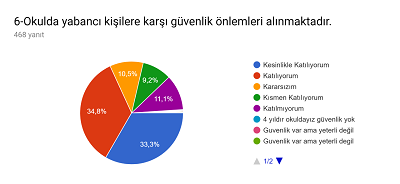 6-Okulda yabancı kişilere karşı güvenlik önlemleri alınmaktadır.
468 yanıt
10,5%
9,2%
11,1%
34,8%
33,3%
Kesinlikle Katılıyorum
Katılıyorum
Kararsızım
Kısmen Katılıyorum
Katılmıyorum
4 yıldır okuldayız güvenlik yok
Guvenlik var ama yeterli değil
Guvenlik var ama yeterli değil
1/2